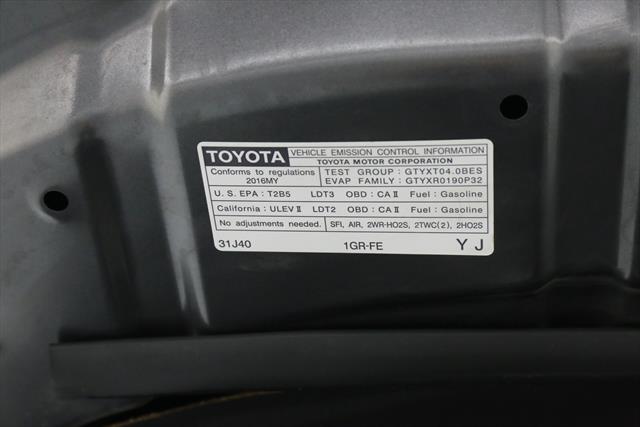 TOYOTA VEHICLE EMISSION CONTROL INFORMATION
TOYOTA MOTOR CORPORATION
Conforms to regulations TEST GROUP : GTYXT04.0BES
2016MY EVAP FAMILY : GTYXR0190P32
U. S. EPA : T2B5 LDT3 OBD : CA II Fuel : Gasoline
California : ULEV II LDT2 OBD : CA II Fuel : Gasoline
No adjustments needed. SFI, AIR, 2WR-HO2S, 2TWC(2), 2HO2S
31J40 1GR-FE Y J